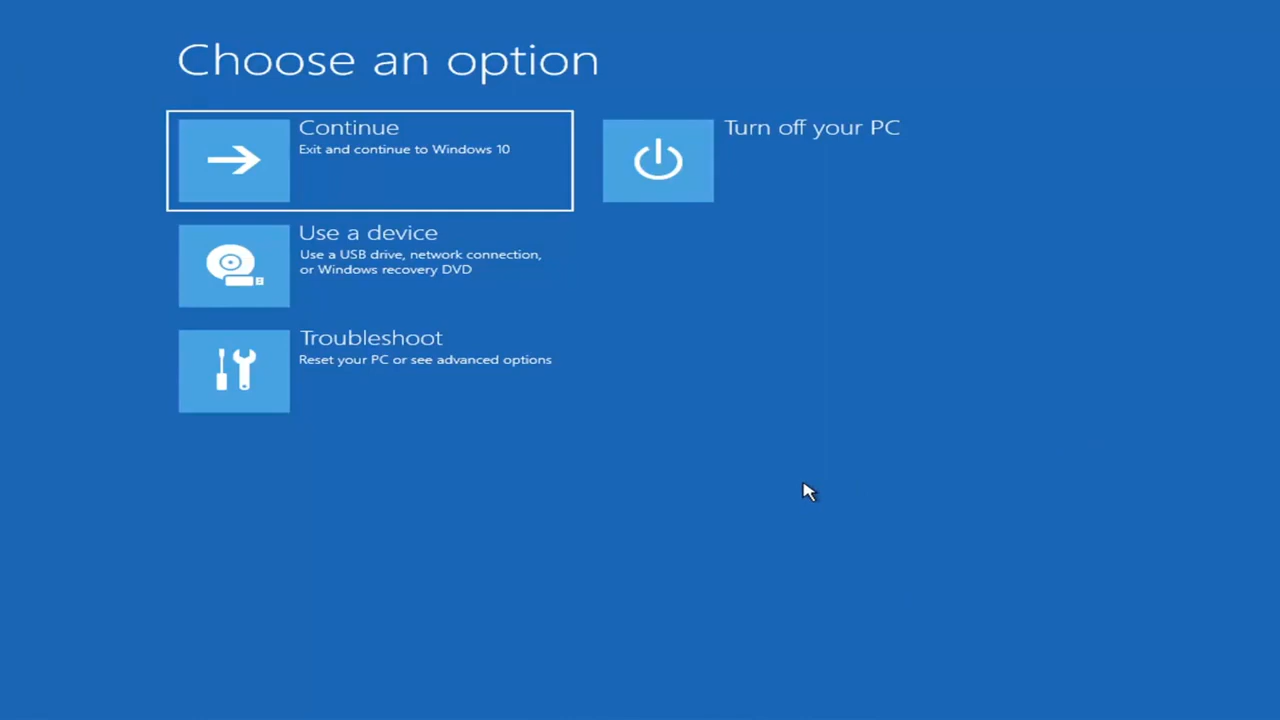 Choose an option
Continue
Exit and continue to Windows 10
Turn off your PC
Use a device
Use a USB drive, network connection,
or Windows recovery DVD
Troubleshoot
Reset your PC or see advanced options